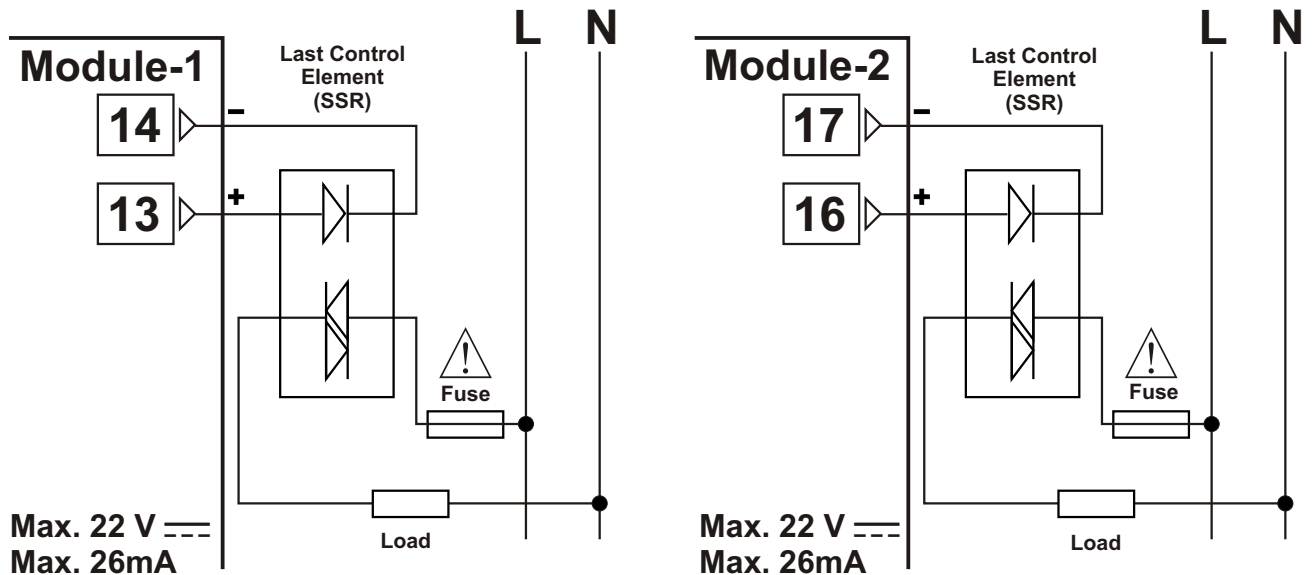 L N
Module-1
Last Control
Element
(SSR)
14
−
13
+
Fuse
Load
Max. 22 V
Max. 26mA
L N
Module-2
Last Control
Element
(SSR)
17
−
16
+
Fuse
Load
Max. 22 V
Max. 26mA